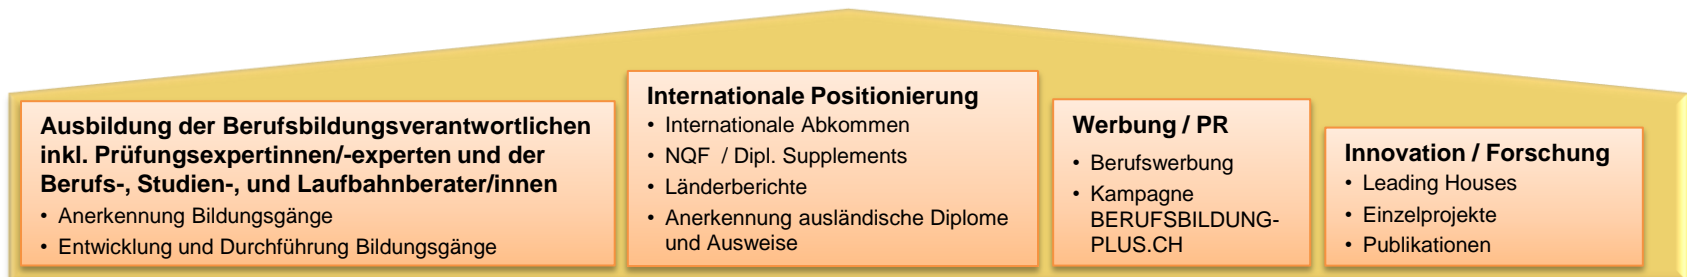 Ausbildung der Berufsbildungsverantwortlichen
inkl. Prüfungsexpertinnen/-experten und der
Berufs-, Studien-, und Laufbahnberater/innen
• Anerkennung Bildungsgänge
• Entwicklung und Durchführung Bildungsgänge
Internationale Positionierung
• Internationale Abkommen
• NQF / Dipl. Supplements
• Länderberichte
• Anerkennung ausländische Diplome
und Ausweise
Werbung / PR
• Berufswerbung
• Kampagne
BERUFSBILDUNG-
PLUS.CH
Innovation / Forschung
• Leading Houses
• Einzelprojekte
• Publikationen